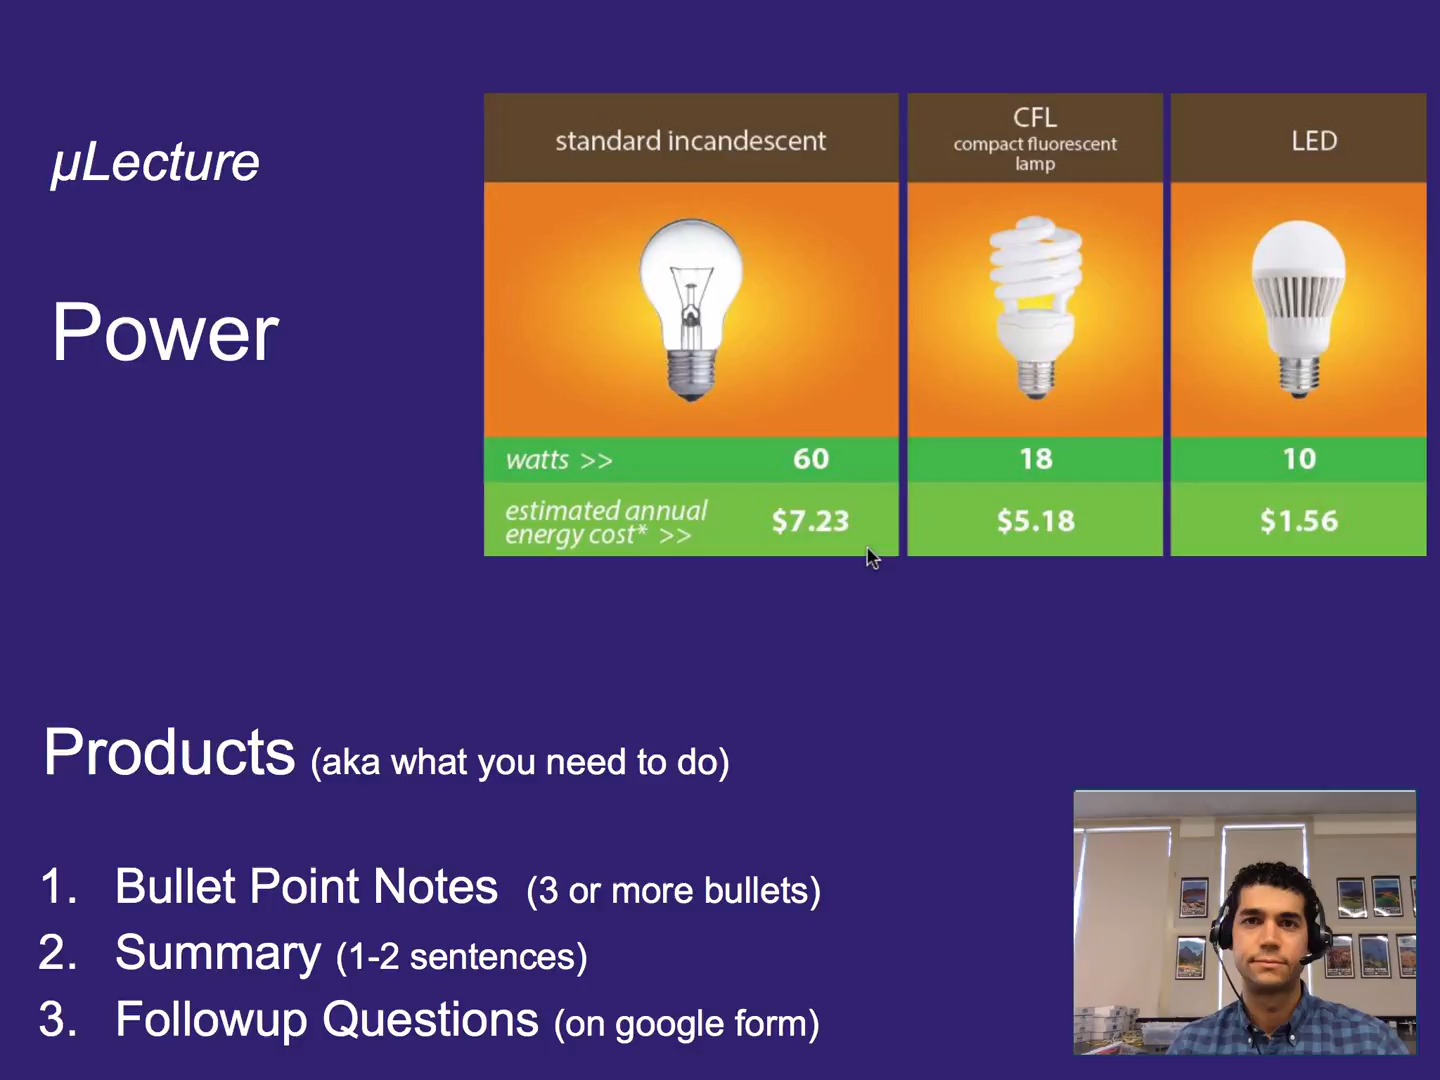 µLecture
Power
standard incandescent
CFL
compact fluorescent
lamp
LED
watts >> 60 18 10
estimated annual
energy cost* >> $7.23 $5.18 $1.56
Products (aka what you need to do)
1. Bullet Point Notes (3 or more bullets)
2. Summary (1-2 sentences)
3. Followup Questions (on google form)